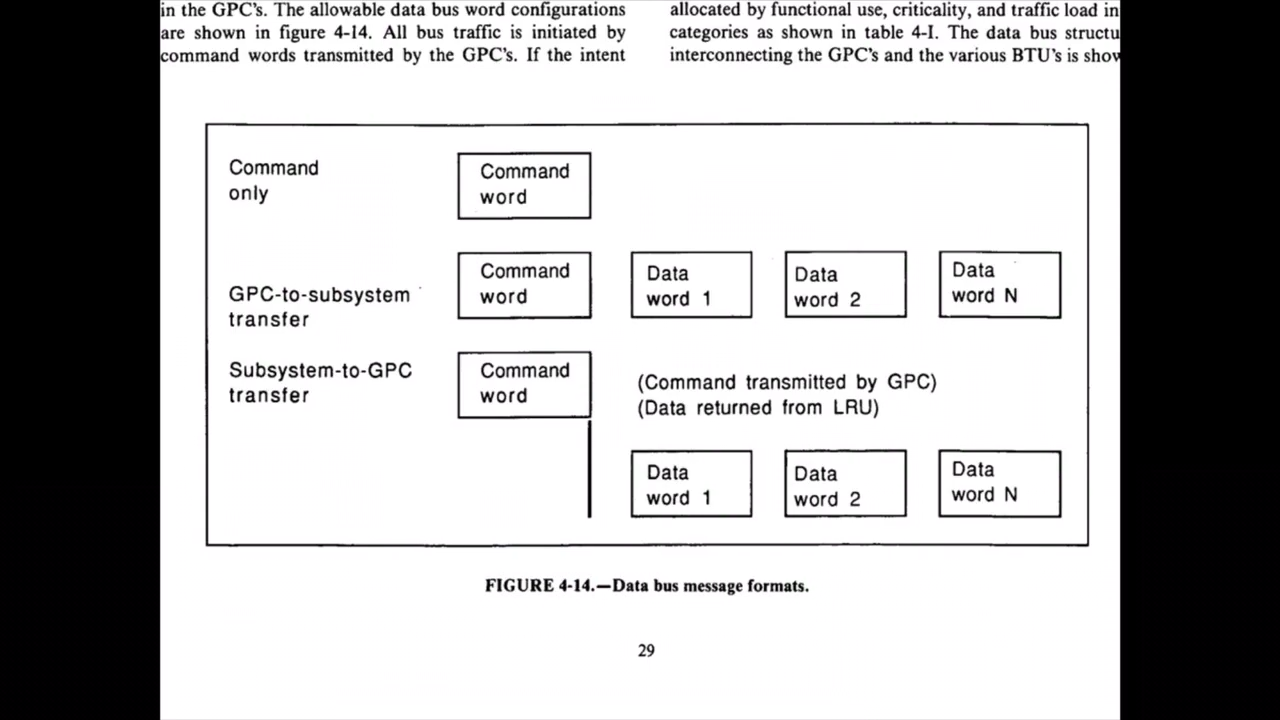 in the GPC's. The allowable data bus word configurations
are shown in figure 4-14. All bus traffic is initiated by
command words transmitted by the GPC's. If the intent
allocated by functional use, criticality, and traffic load in
categories as shown in table 4-I. The data bus
interconnecting the GPC's and the various BTU's is
Command
only
Command
word
GPC-to-subsystem
transfer
Command
word
Data
word 1
Data
word 2
Data
word N
Subsystem-to-GPC
transfer
Command
word
(Command transmitted by GPC)
(Data returned from LRU)
Data
word 1
Data
word 2
Data
word N
FIGURE 4-14.—Data bus message formats.
29